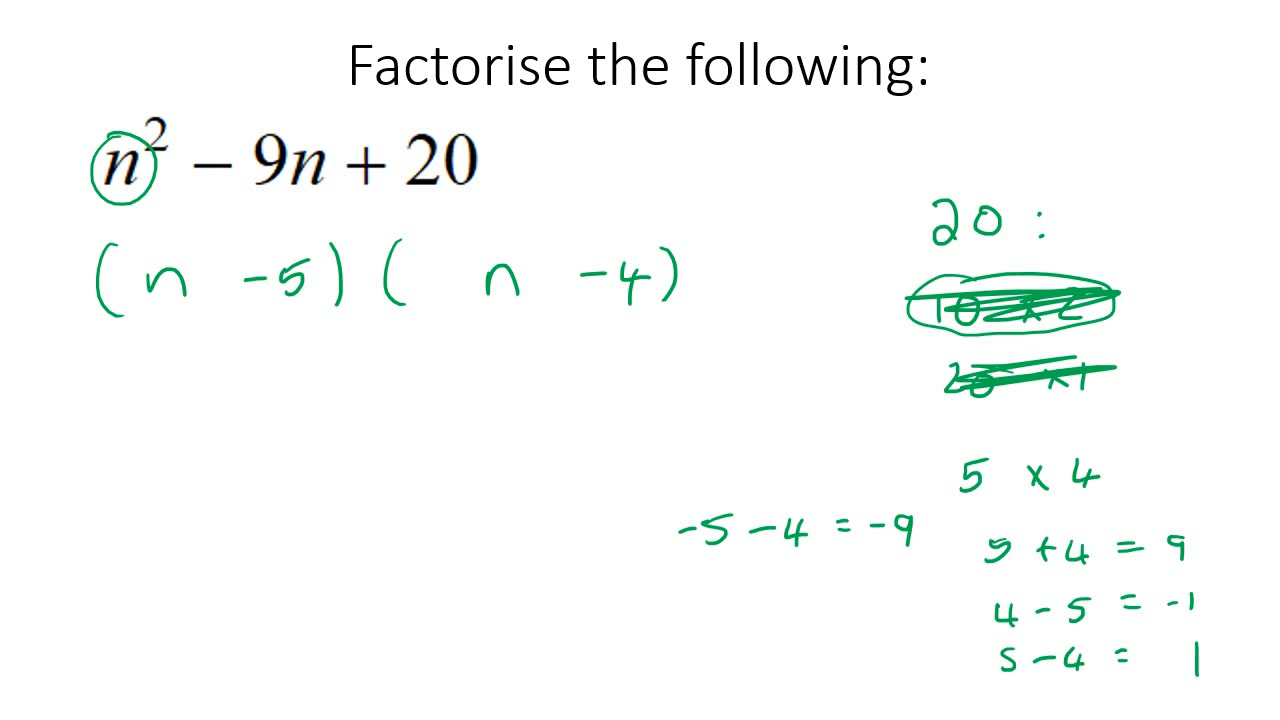 Factorise the following:
n² − 9n + 20
(n -5)(n -4)
20 :
10 x 2
20 x 1
5 x 4
-5 -4 = -9
5 + 4 = 9
4 - 5 = -1
5 - 4 = 1